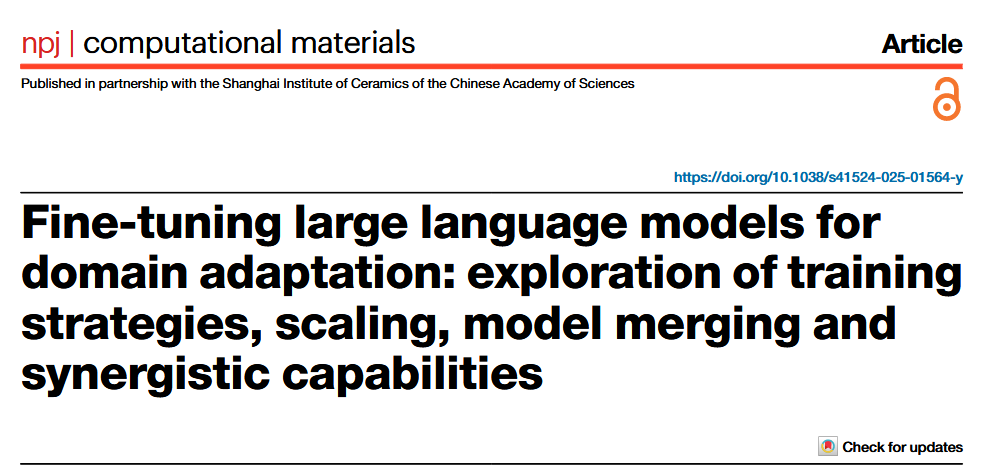 npj | computational materials
Article
Published in partnership with the Shanghai Institute of Ceramics of the Chinese Academy of Sciences
https://doi.org/10.1038/s41524-025-01564-y
Fine-tuning large language models for
domain adaptation: exploration of training
strategies, scaling, model merging and
synergistic capabilities
Check for updates